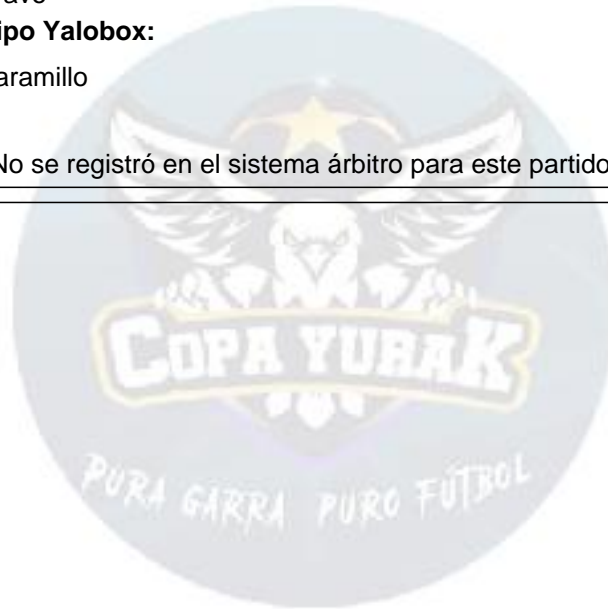 ipo Yalobox:
aramillo
No se registró en el sistema árbitro para este partido
COPA YURAK
PURA GARRA PURO FÚTBOL